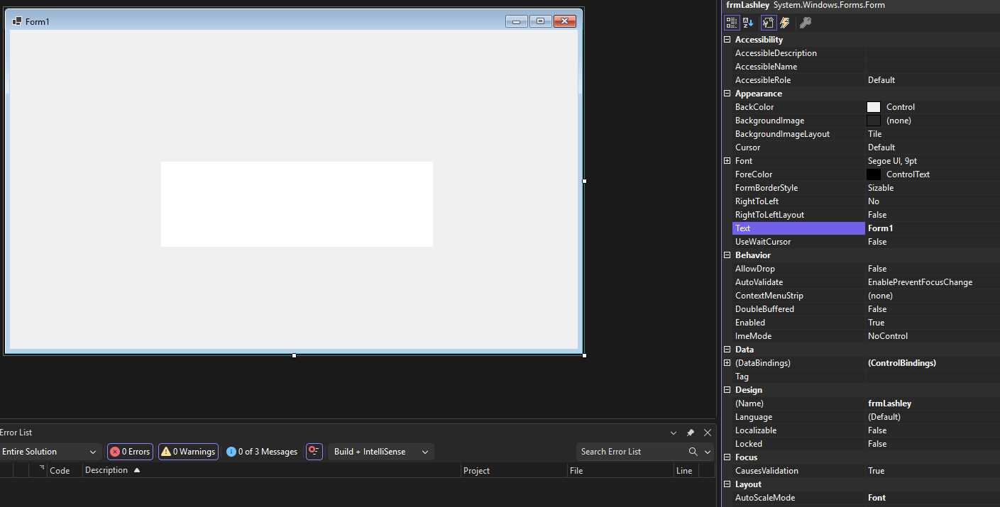 Form1
frmLashley System.Windows.Forms.Form
Accessibility
AccessibleDescription
AccessibleName
AccessibleRole Default
Appearance
BackColor Control
BackgroundImage (none)
BackgroundImageLayout Tile
Cursor Default
Font Segoe UI, 9pt
ForeColor ControlText
FormBorderStyle Sizable
RightToLeft No
RightToLeftLayout False
Text Form1
UseWaitCursor False
Behavior
AllowDrop False
AutoValidate EnablePreventFocusChange
ContextMenuStrip (none)
DoubleBuffered False
Enabled True
ImeMode NoControl
Data
(DataBindings) (ControlBindings)
Tag
Design
(Name) frmLashley
Language (Default)
Localizable False
Locked False
Focus
CausesValidation True
Layout
AutoScaleMode Font
Error List
Entire Solution 0 Errors 0 Warnings 0 of 3 Messages Build + IntelliSense Search Error List
Code Description Project File Line